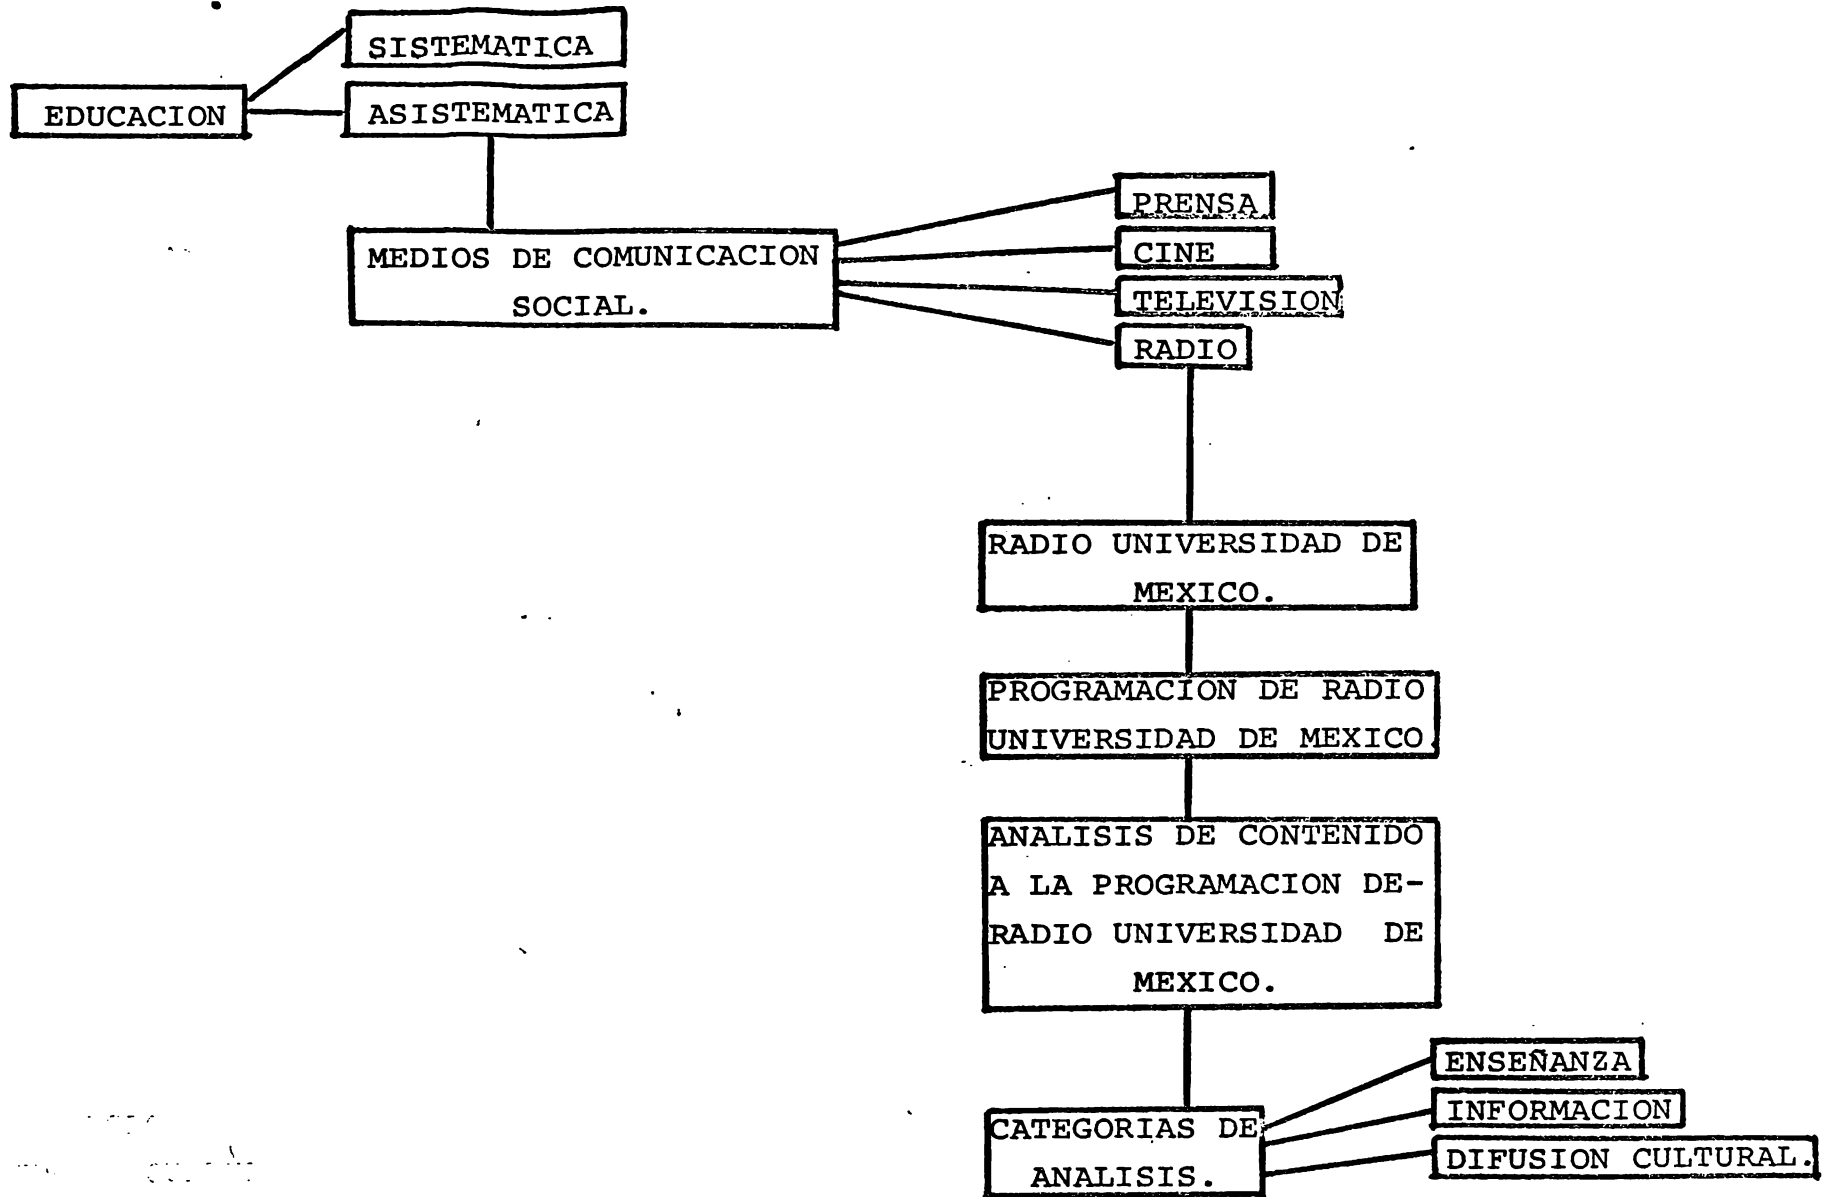 SISTEMATICA
EDUCACION
ASISTEMATICA
MEDIOS DE COMUNICACION
SOCIAL.
PRENSA
CINE
TELEVISION
RADIO
RADIO UNIVERSIDAD DE
MEXICO.
PROGRAMACION DE RADIO
UNIVERSIDAD DE MEXICO
ANALISIS DE CONTENIDO
A LA PROGRAMACION DE-
RADIO UNIVERSIDAD DE
MEXICO.
CATEGORIAS DE
ANALISIS.
ENSEÑANZA
INFORMACION
DIFUSION CULTURAL.